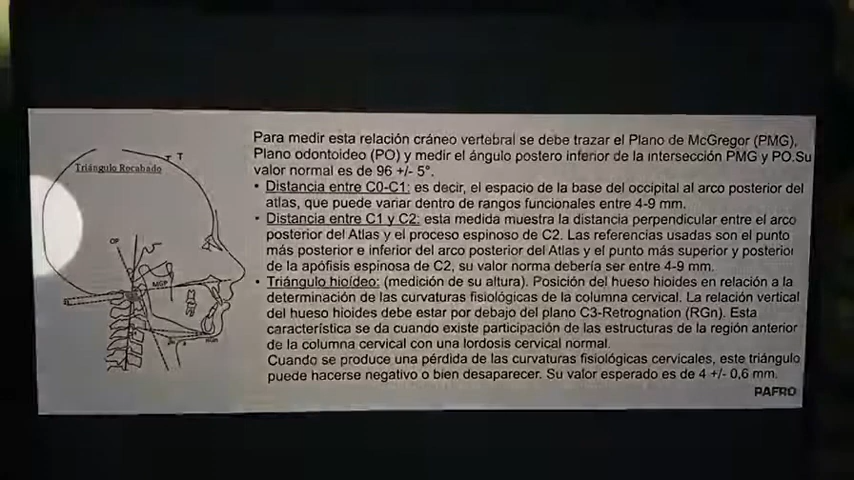 Triángulo Rocabado
Para medir esta relación cráneo vertebral se debe trazar el Plano de McGregor (PMG),
Plano odontoideo (PO) y medir el ángulo postero inferior de la intersección PMG y PO.Su
valor normal es de 96 +/- 5°.
• Distancia entre C0-C1: es decir, el espacio de la base del occipital al arco posterior del
atlas, que puede variar dentro de rangos funcionales entre 4-9 mm.
• Distancia entre C1 y C2: esta medida muestra la distancia perpendicular entre el arco
posterior del Atlas y el proceso espinoso de C2. Las referencias usadas son el punto
más posterior e inferior del arco posterior del Atlas y el punto más superior y posterior
de la apófisis espinosa de C2, su valor norma debería ser entre 4-9 mm.
• Triángulo hioídeo: (medición de su altura). Posición del hueso hioides en relación a la
determinación de las curvaturas fisiológicas de la columna cervical. La relación vertical
del hueso hioides debe estar por debajo del plano C3-Retrognation (RGn). Esta
característica se da cuando existe participación de las estructuras de la región anterior
de la columna cervical con una lordosis cervical normal.
Cuando se produce una pérdida de las curvaturas fisiológicas cervicales, este triángulo
puede hacerse negativo o bien desaparecer. Su valor esperado es de 4 +/- 0,6 mm.
PAFRO
OP
MGP
RGN